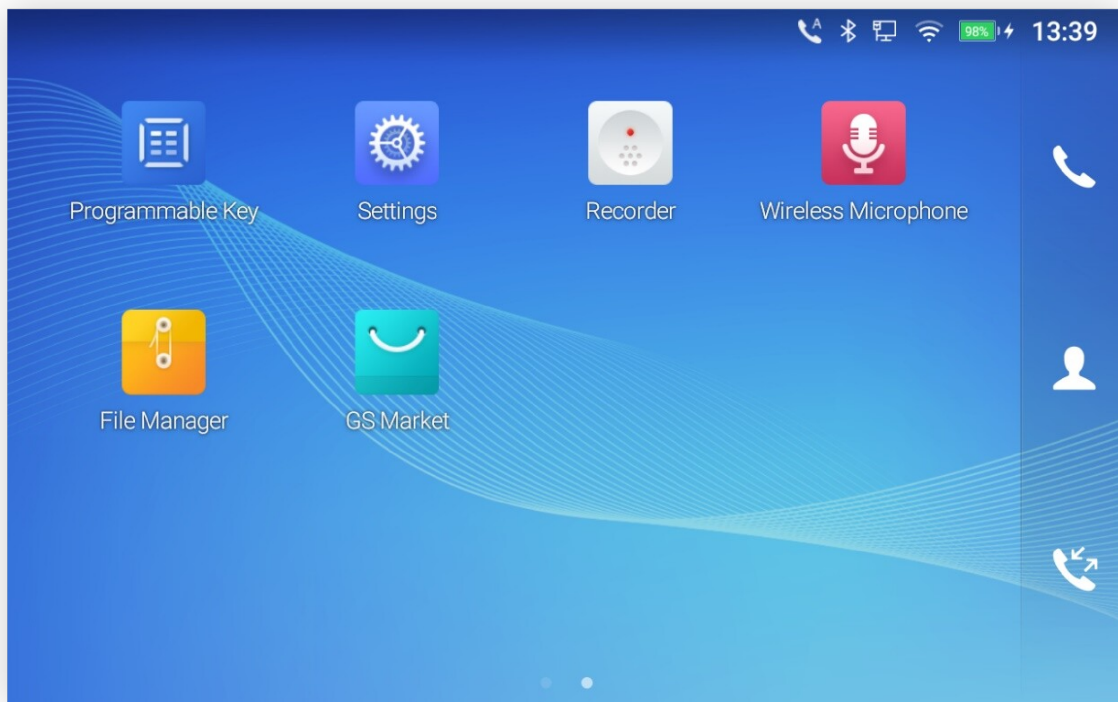 A 98% 13:39
Programmable Key Settings Recorder Wireless Microphone
File Manager GS Market